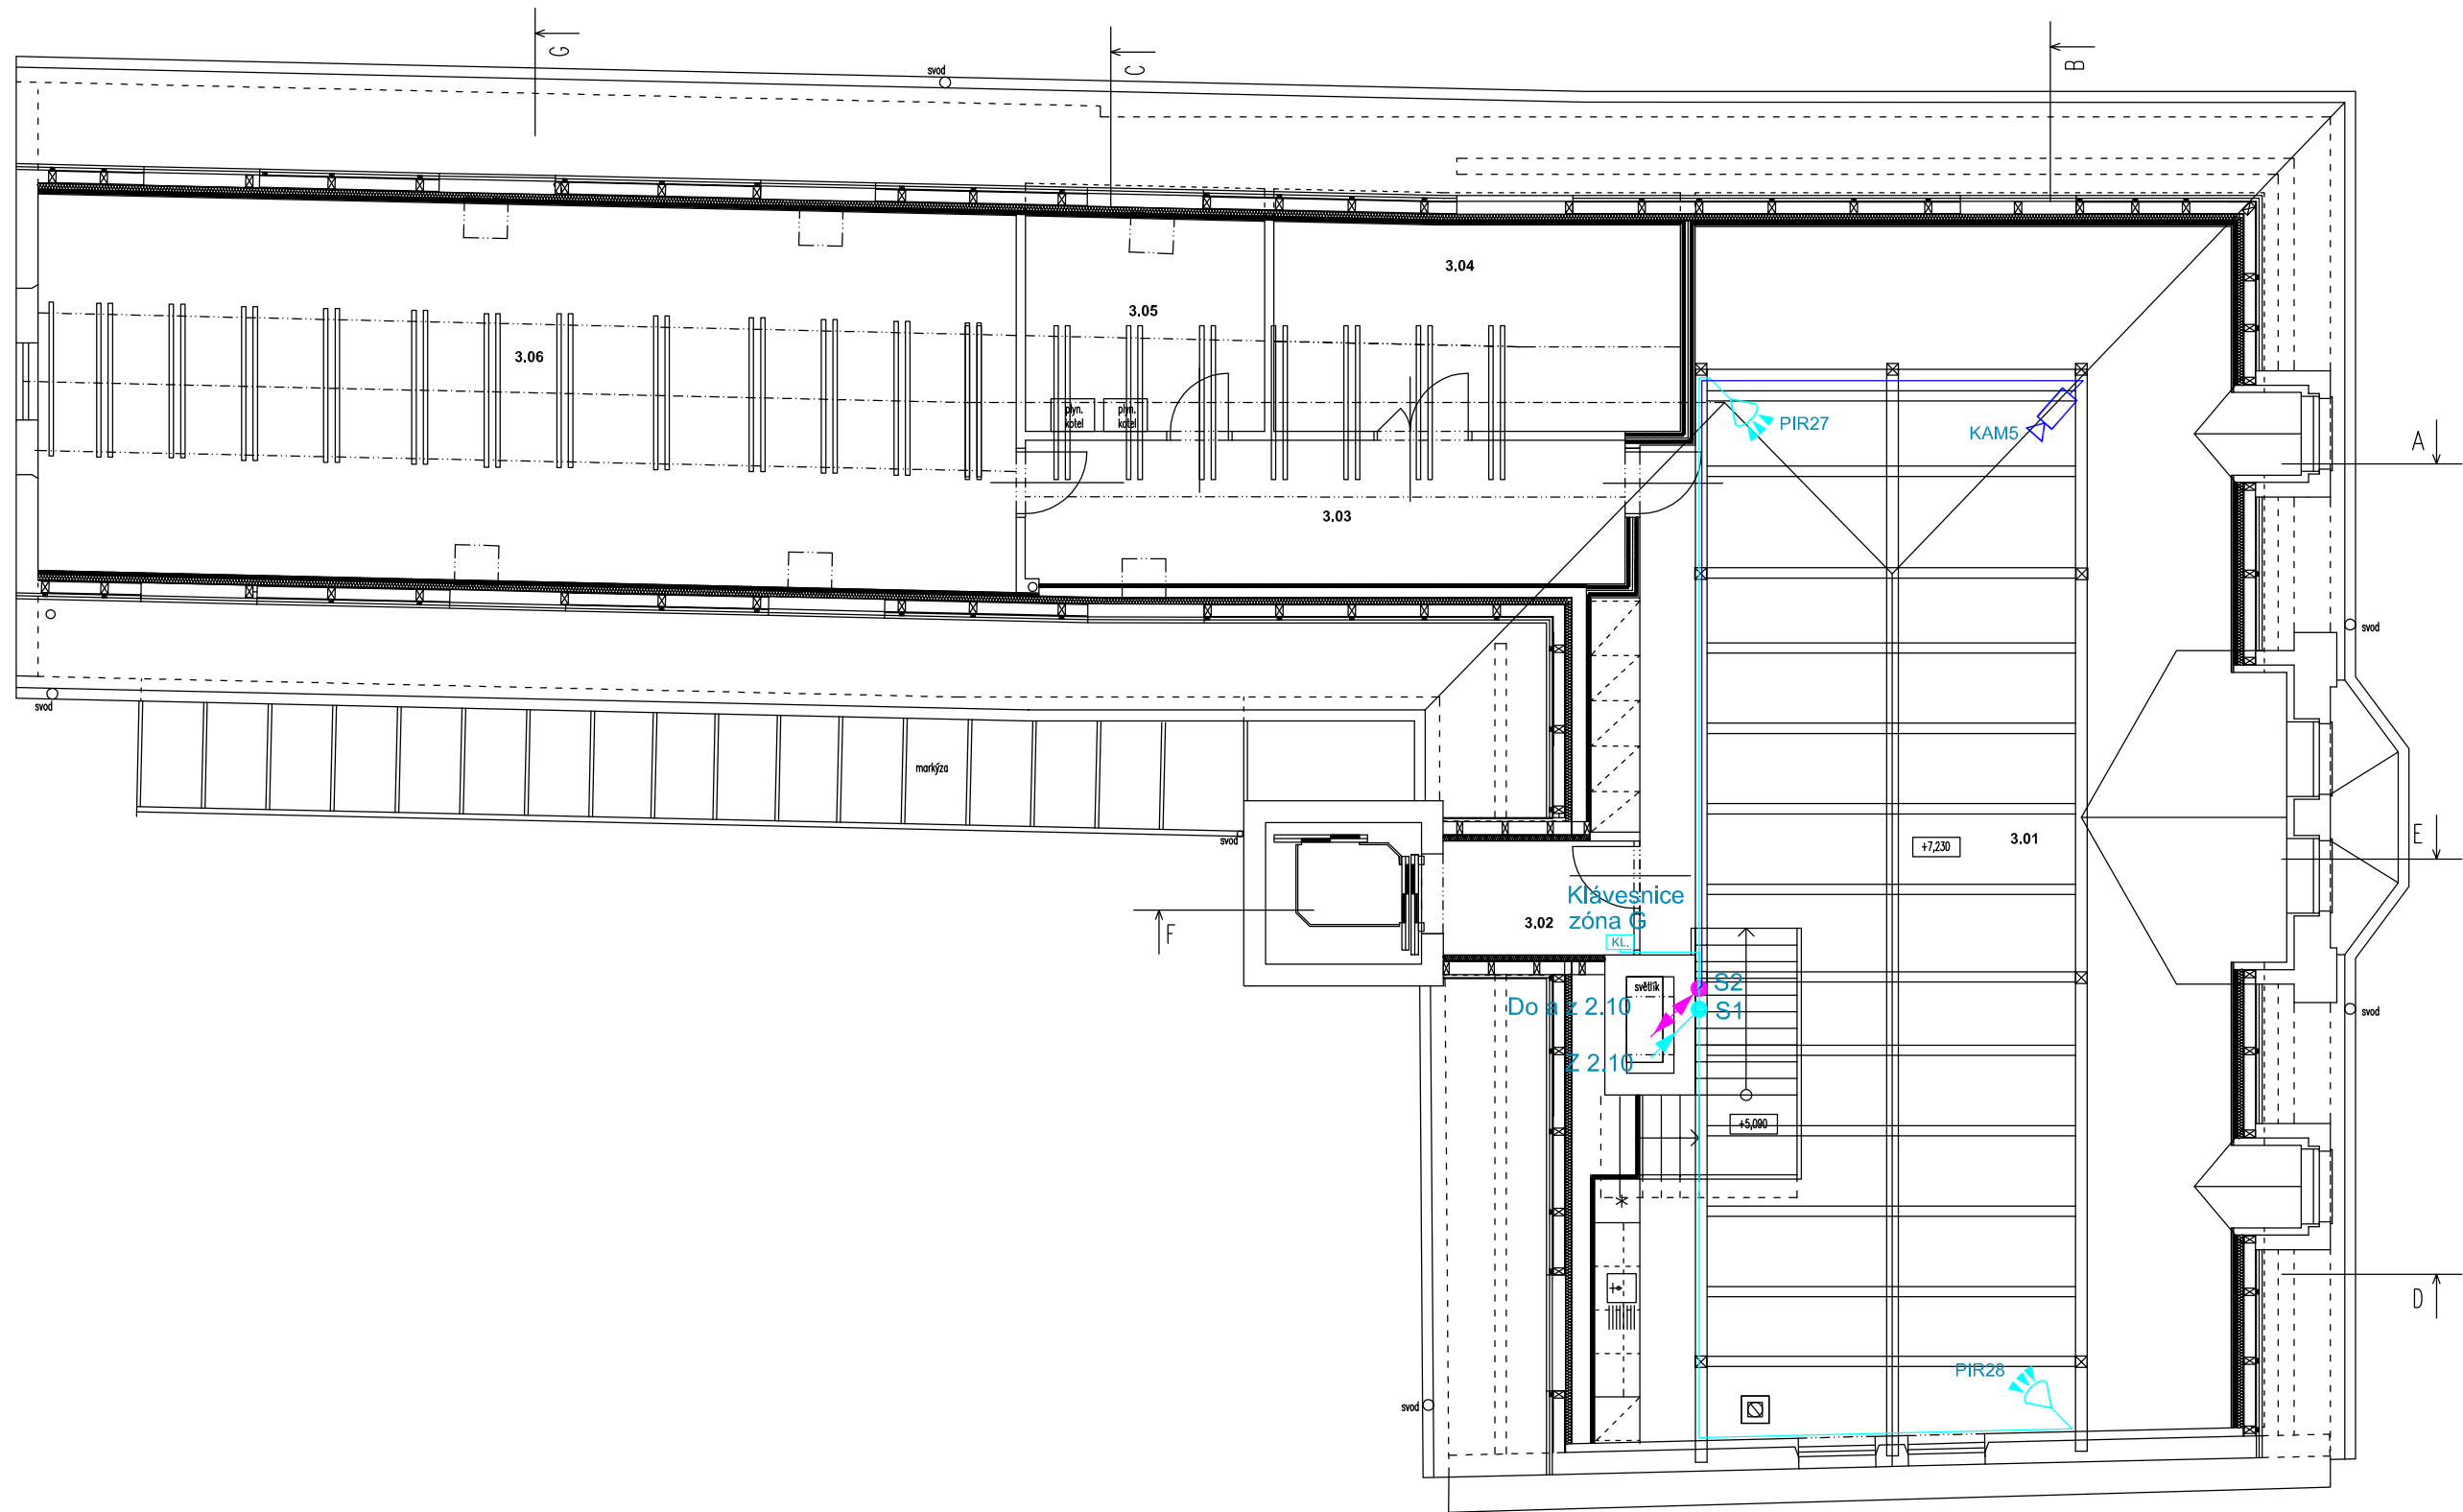 G
C
B
svod
3.04
3.05
3.06
plyn.
kotel
plyn.
kotel
PIR27
KAM5
A
3.03
svod
svod
markýza
svod
+7,230
3.01
E
Klávesnice
zóna G
3.02
F
KL.
světlík
S2
Do a z 2.10
S1
svod
Z 2.10
+5,090
D
PIR28
svod